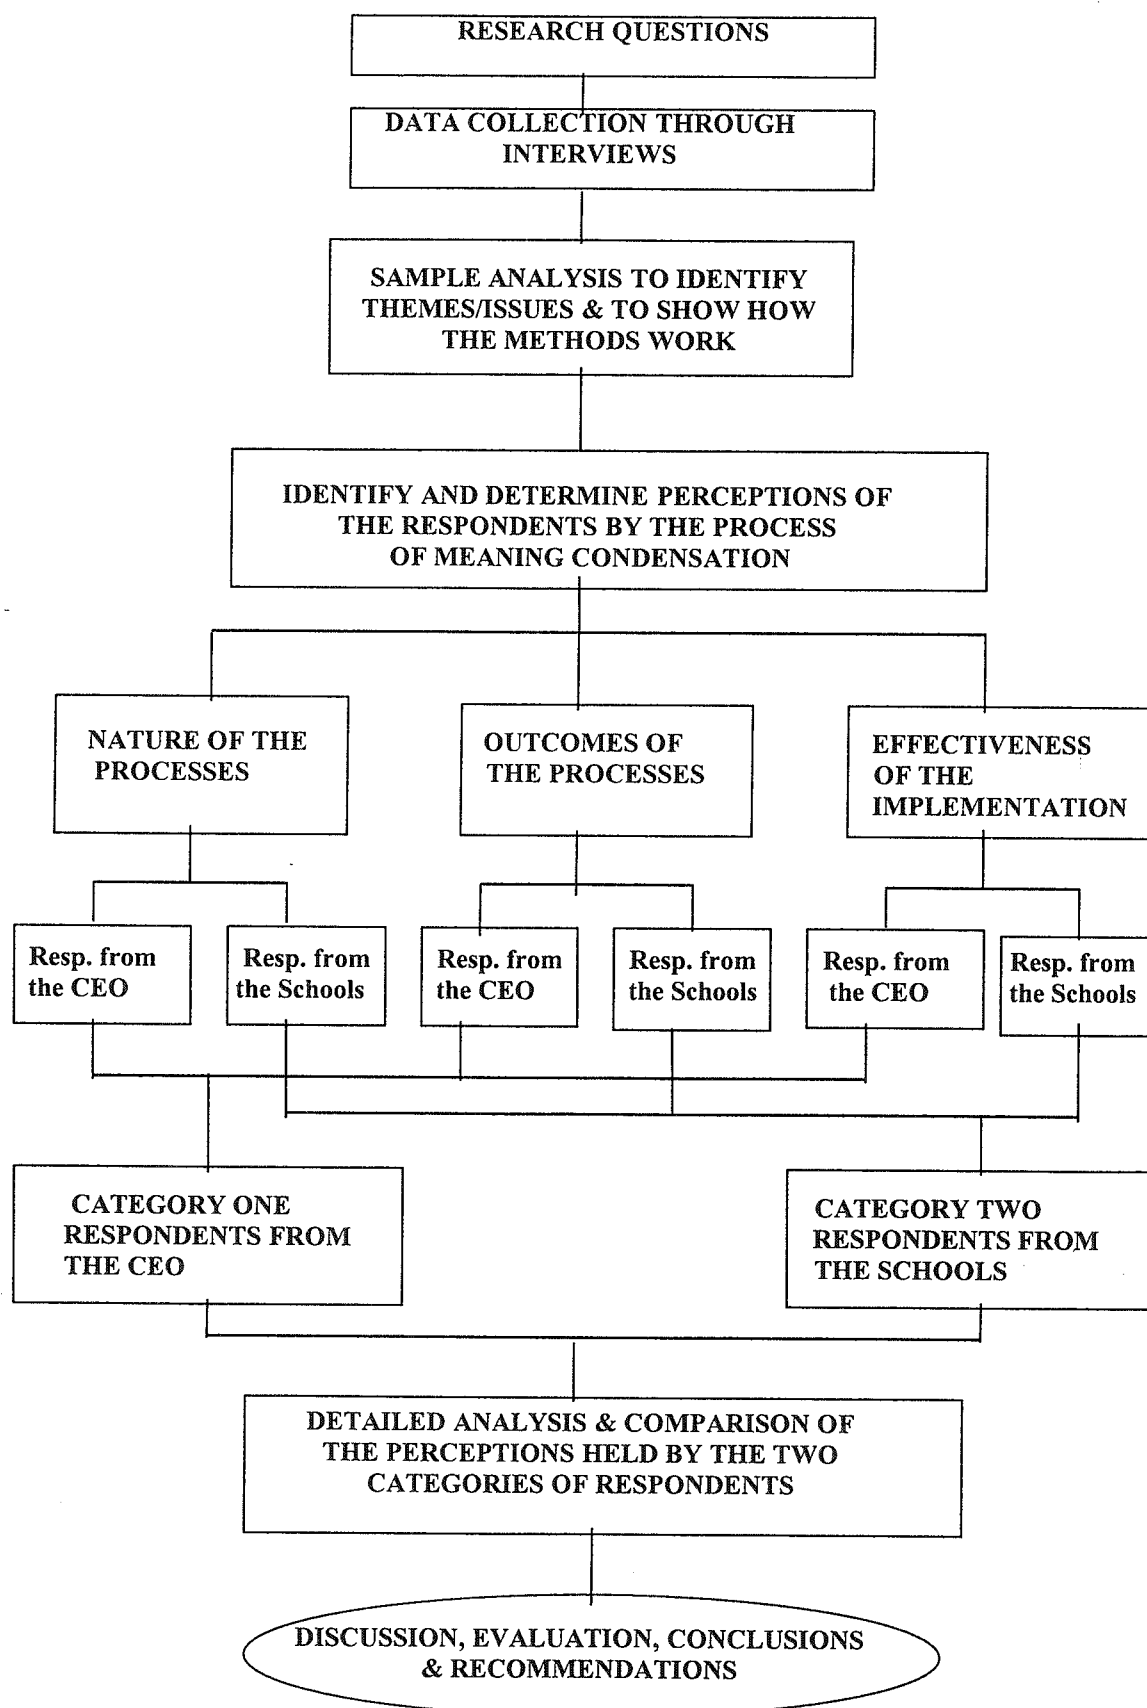 RESEARCH QUESTIONS
DATA COLLECTION THROUGH
INTERVIEWS
SAMPLE ANALYSIS TO IDENTIFY
THEMES/ISSUES & TO SHOW HOW
THE METHODS WORK
IDENTIFY AND DETERMINE PERCEPTIONS OF
THE RESPONDENTS BY THE PROCESS
OF MEANING CONDENSATION
NATURE OF THE
PROCESSES
OUTCOMES OF
THE PROCESSES
EFFECTIVENESS
OF THE
IMPLEMENTATION
Resp. from
the CEO
Resp. from
the Schools
Resp. from
the CEO
Resp. from
the Schools
Resp. from
the CEO
Resp. from
the Schools
CATEGORY ONE
RESPONDENTS FROM
THE CEO
CATEGORY TWO
RESPONDENTS FROM
THE SCHOOLS
DETAILED ANALYSIS & COMPARISON OF
THE PERCEPTIONS HELD BY THE TWO
CATEGORIES OF RESPONDENTS
DISCUSSION, EVALUATION, CONCLUSIONS
& RECOMMENDATIONS